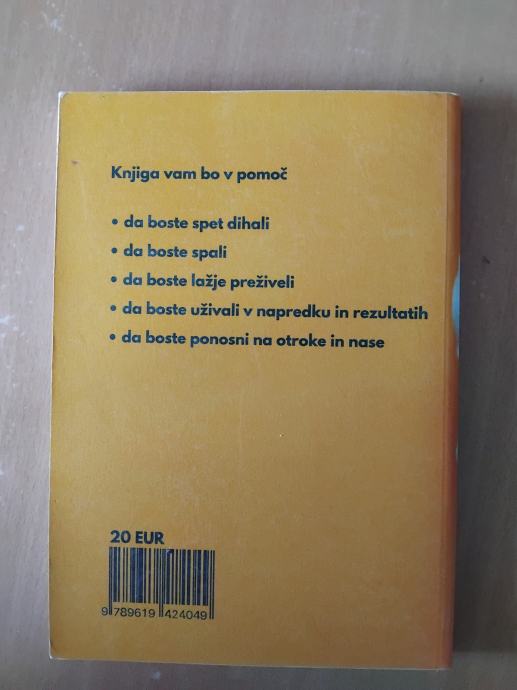 Knjiga vam bo v pomoč
• da boste spet dihali
• da boste spali
• da boste lažje preživeli
• da boste uživali v napredku in rezultatih
• da boste ponosni na otroke in nase
20 EUR
9 789619 424049